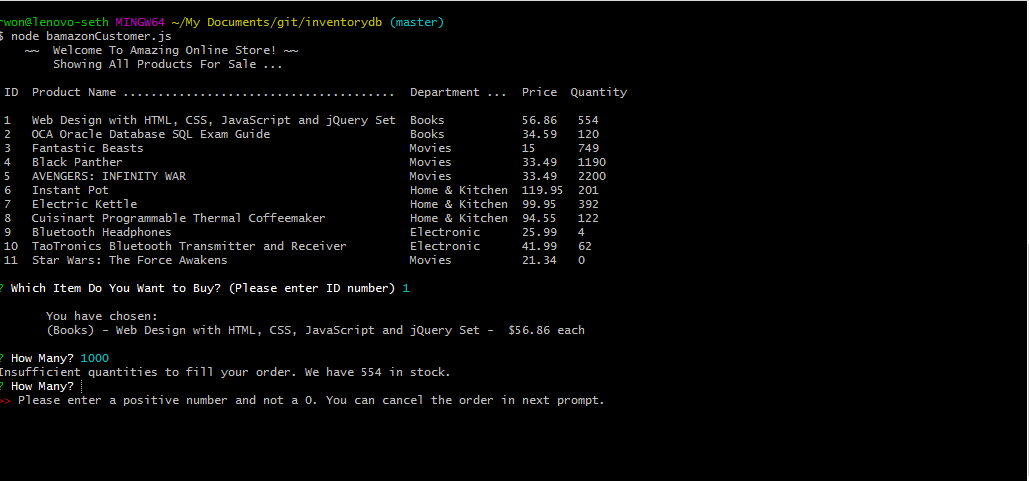 rwon@lenovo-seth MINGW64 ~/My Documents/git/inventorydb (master)
$ node bamazonCustomer.js
~~ Welcome To Amazing Online Store! ~~
Showing All Products For Sale ...
ID Product Name ....................................... Department ... Price Quantity
1 Web Design with HTML, CSS, JavaScript and jQuery Set Books 56.86 554
2 OCA Oracle Database SQL Exam Guide Books 34.59 120
3 Fantastic Beasts Movies 15 749
4 Black Panther Movies 33.49 1190
5 AVENGERS: INFINITY WAR Movies 33.49 2200
6 Instant Pot Home & Kitchen 119.95 201
7 Electric Kettle Home & Kitchen 99.95 392
8 Cuisinart Programmable Thermal Coffeemaker Home & Kitchen 94.55 122
9 Bluetooth Headphones Electronic 25.99 4
10 TaoTronics Bluetooth Transmitter and Receiver Electronic 41.99 62
11 Star Wars: The Force Awakens Movies 21.34 0
? Which Item Do You Want to Buy? (Please enter ID number) 1
You have chosen:
(Books) - Web Design with HTML, CSS, JavaScript and jQuery Set - $56.86 each
? How Many? 1000
Insufficient quantities to fill your order. We have 554 in stock.
? How Many?
>> Please enter a positive number and not a 0. You can cancel the order in next prompt.